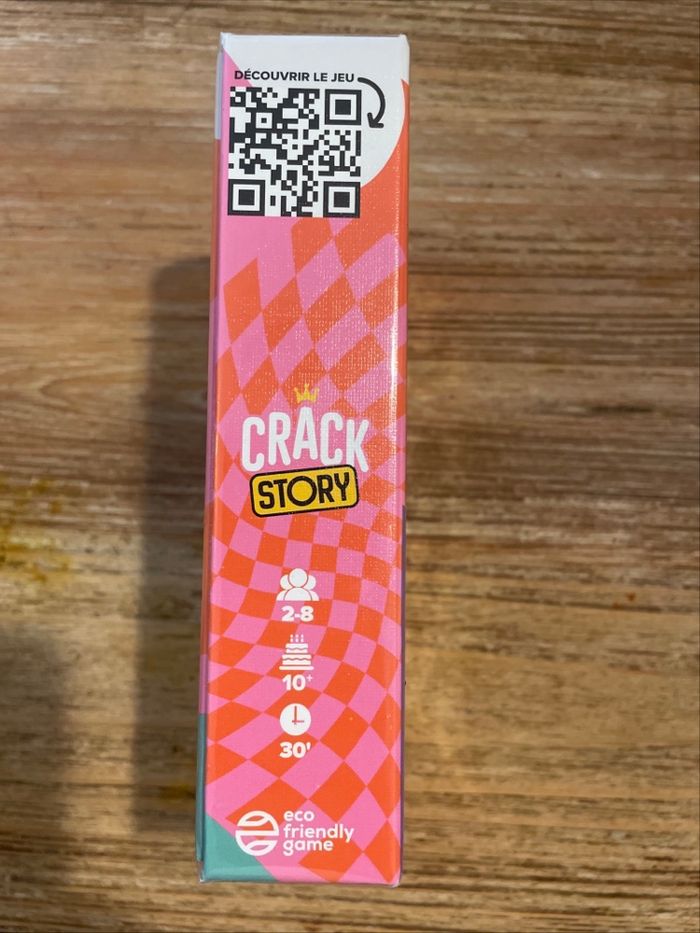 DÉCOUVRIR LE JEU
CRACK
STORY
2-8
10+
30'
eco
friendly
game